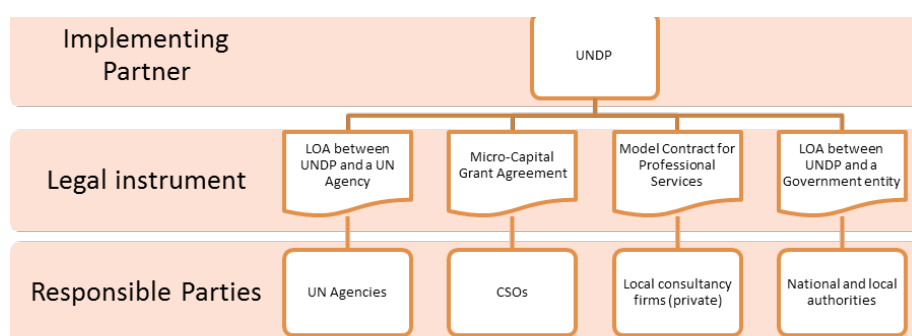 Implementing
Partner
UNDP
Legal instrument
LOA between
UNDP and a UN
Agency
Micro-Capital
Grant Agreement
Model Contract for
Professional
Services
LOA between
UNDP and a
Government entity
Responsible Parties
UN Agencies
CSOs
Local consultancy
firms (private)
National and local
authorities